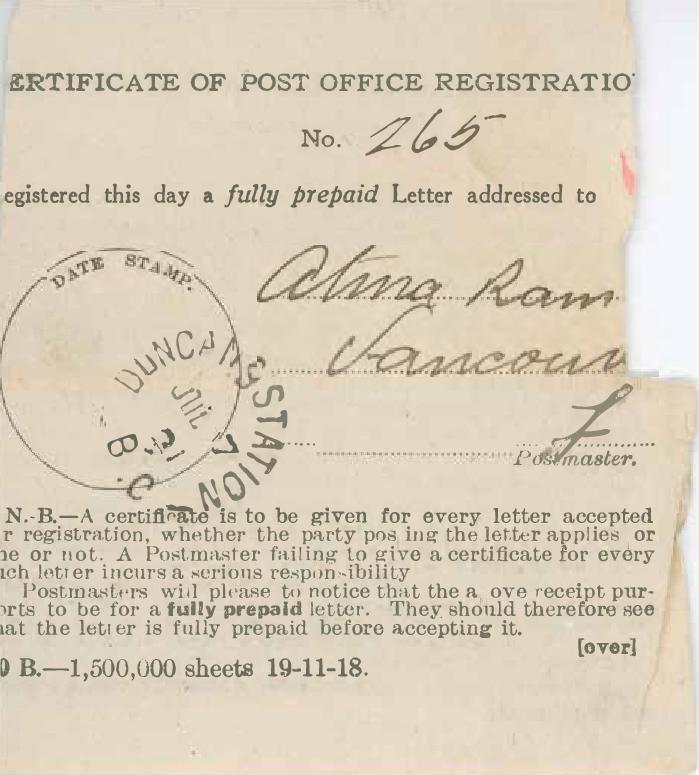 ERTIFICATE OF POST OFFICE REGISTRATIO
No. 265
egistered this day a fully prepaid Letter addressed to
DATE STAMP.
Atma Ram
Vancouv
DUNCANS STATION
JUL 7
B.C.
Postmaster.
N.-B.—A certificate is to be given for every letter accepted
r registration, whether the party pos ing the letter applies or
ne or not. A Postmaster failing to give a certificate for every
uch letter incurs a serious responsibility
Postmasters will please to notice that the a ove receipt pur-
orts to be for a fully prepaid letter. They should therefore see
hat the letter is fully prepaid before accepting it.
[over]
0 B.—1,500,000 sheets 19-11-18.